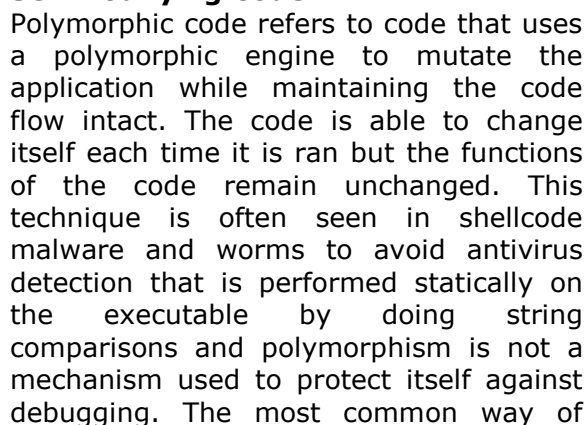 Polymorphic code refers to code that uses
a polymorphic engine to mutate the
application while maintaining the code
flow intact. The code is able to change
itself each time it is ran but the functions
of the code remain unchanged. This
technique is often seen in shellcode
malware and worms to avoid antivirus
detection that is performed statically on
the executable by doing string
comparisons and polymorphism is not a
mechanism used to protect itself against
debugging. The most common way of